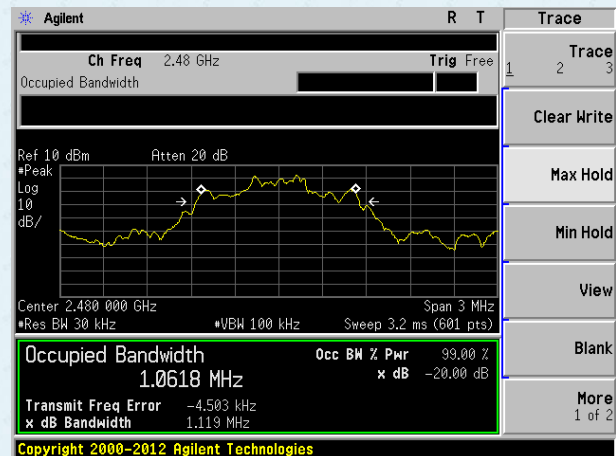 Agilent R T Trace
Ch Freq 2.48 GHz Trig Free
Occupied Bandwidth
Trace
1 2 3
Clear Write
Max Hold
Min Hold
View
Blank
More
1 of 2
Ref 10 dBm Atten 20 dB
#Peak
Log
10
dB/
Center 2.480 000 GHz Span 3 MHz
#Res BW 30 kHz #VBW 100 kHz Sweep 3.2 ms (601 pts)
Occupied Bandwidth Occ BW % Pwr 99.00 %
1.0618 MHz x dB -20.00 dB
Transmit Freq Error -4.503 kHz
x dB Bandwidth 1.119 MHz
Copyright 2000-2012 Agilent Technologies